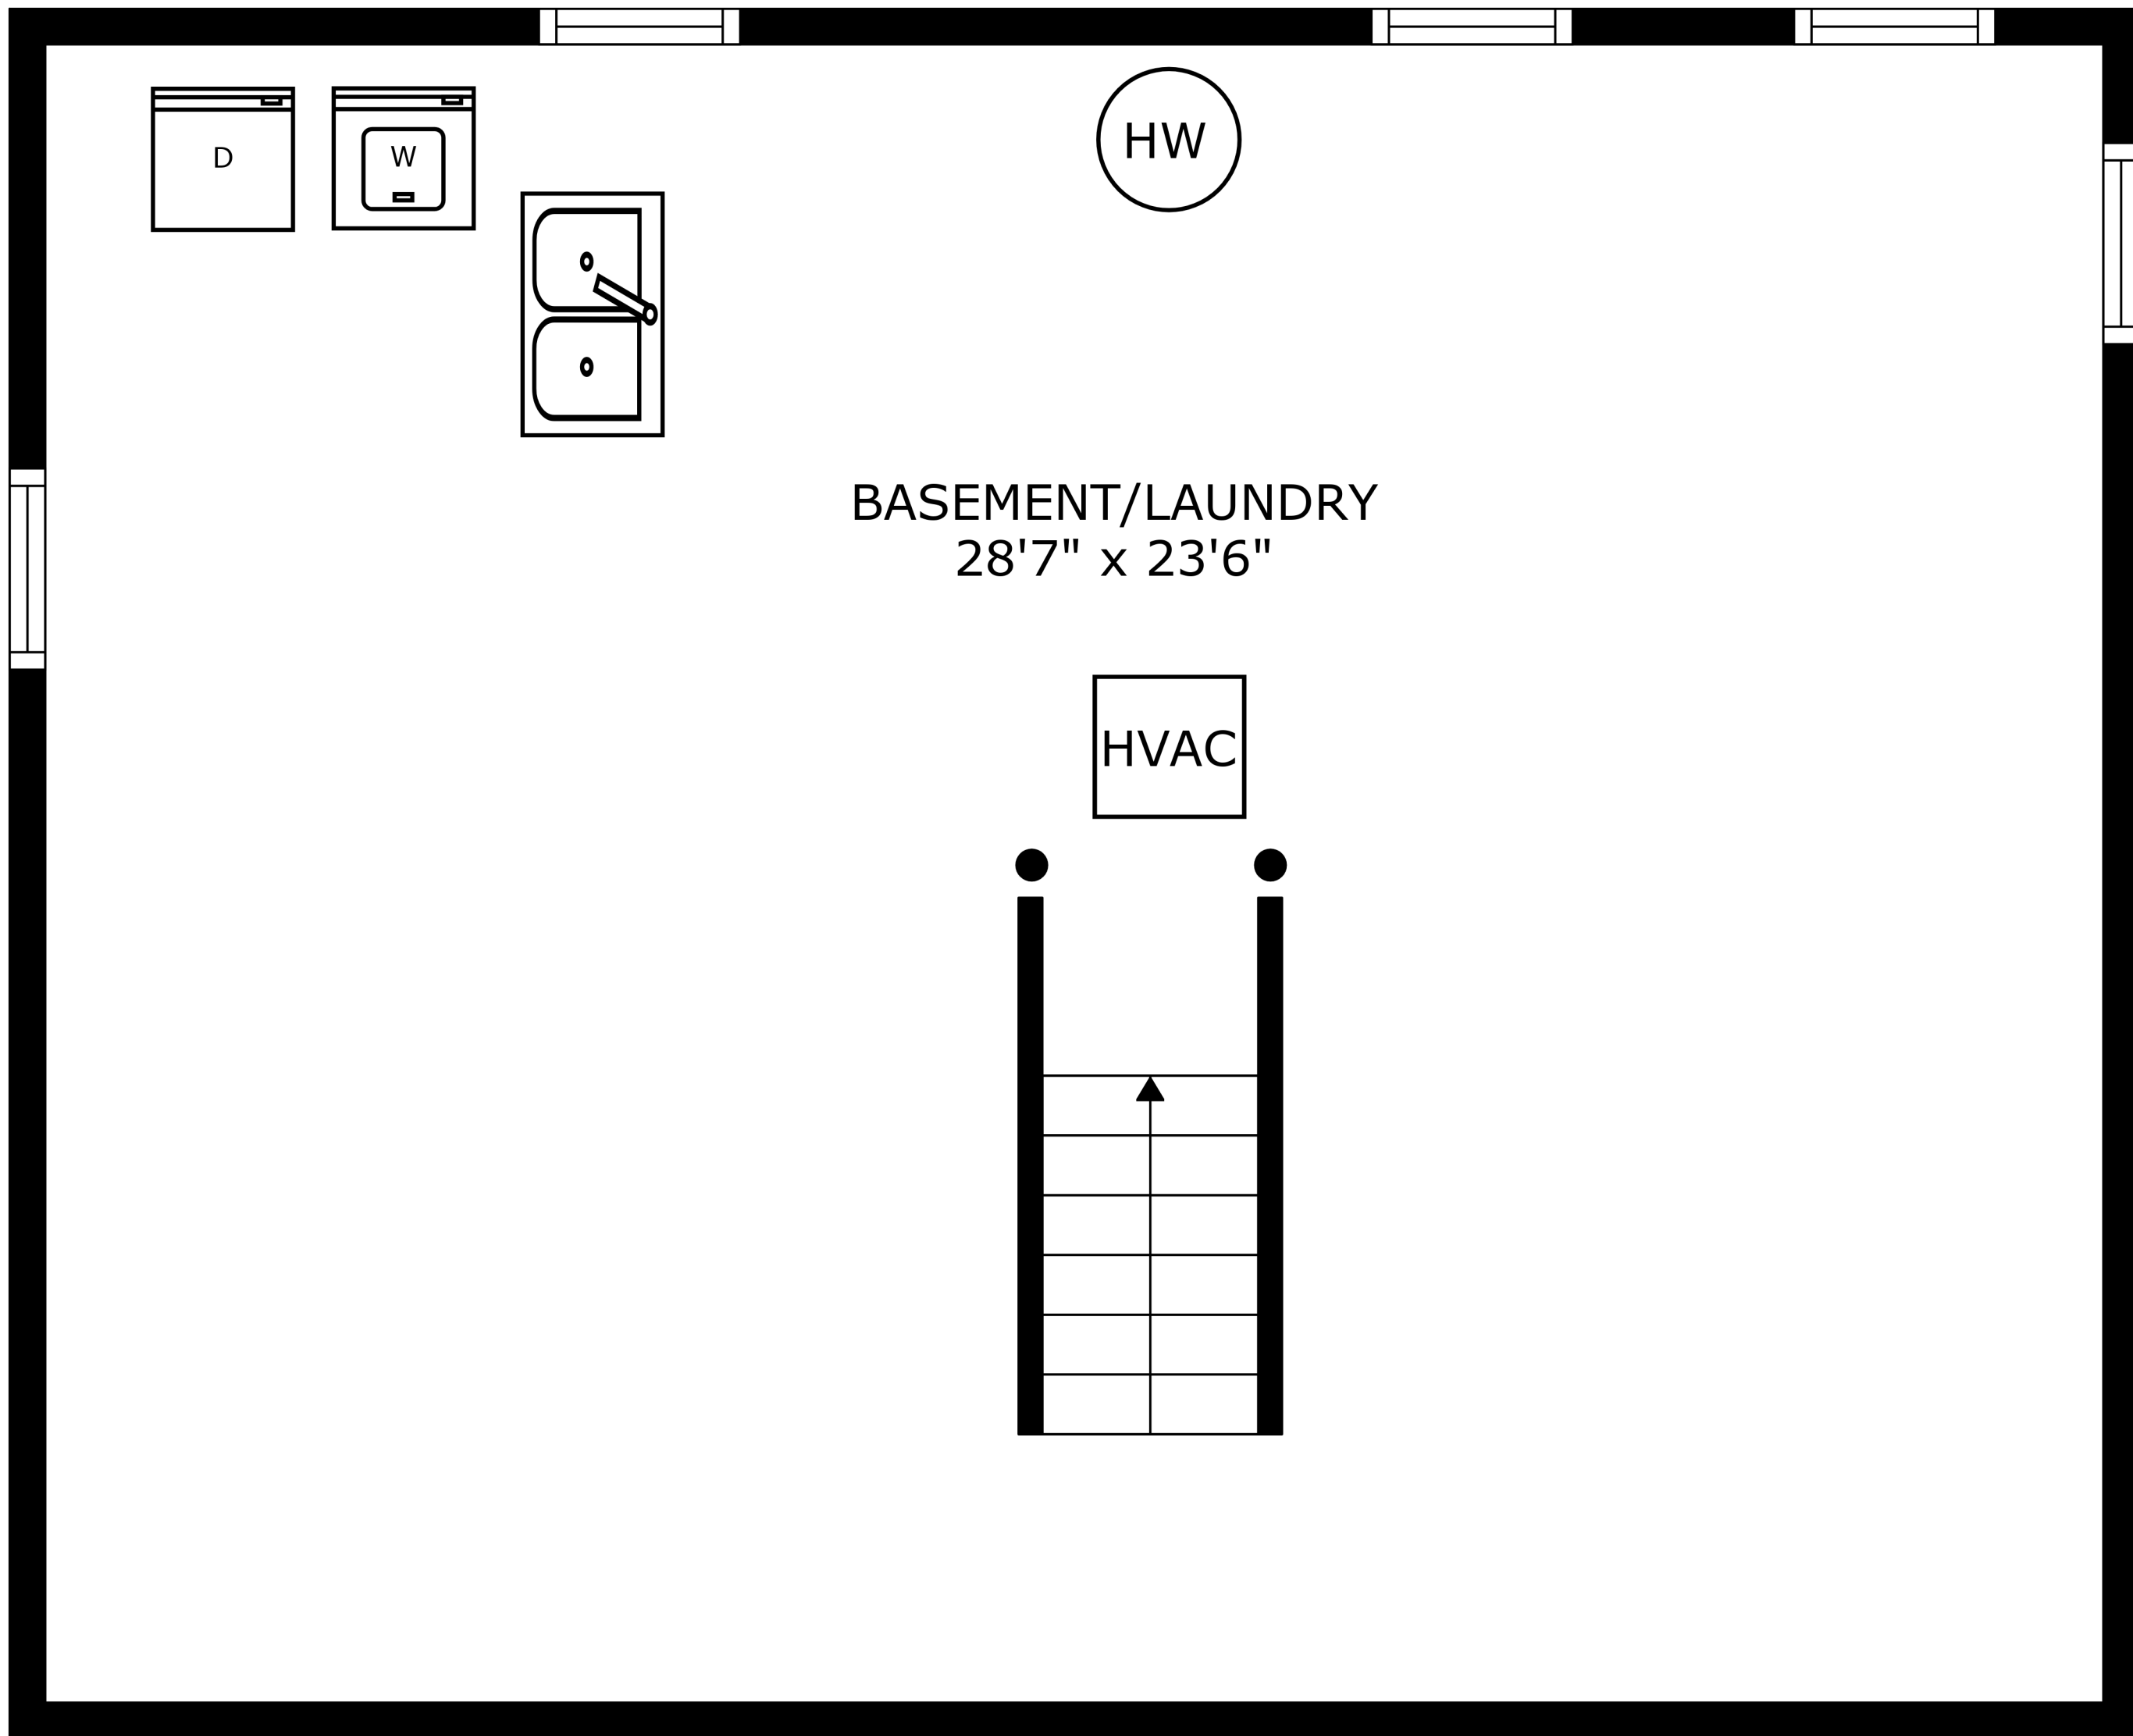 D
W
HW
BASEMENT/LAUNDRY
28'7" x 23'6"
HVAC